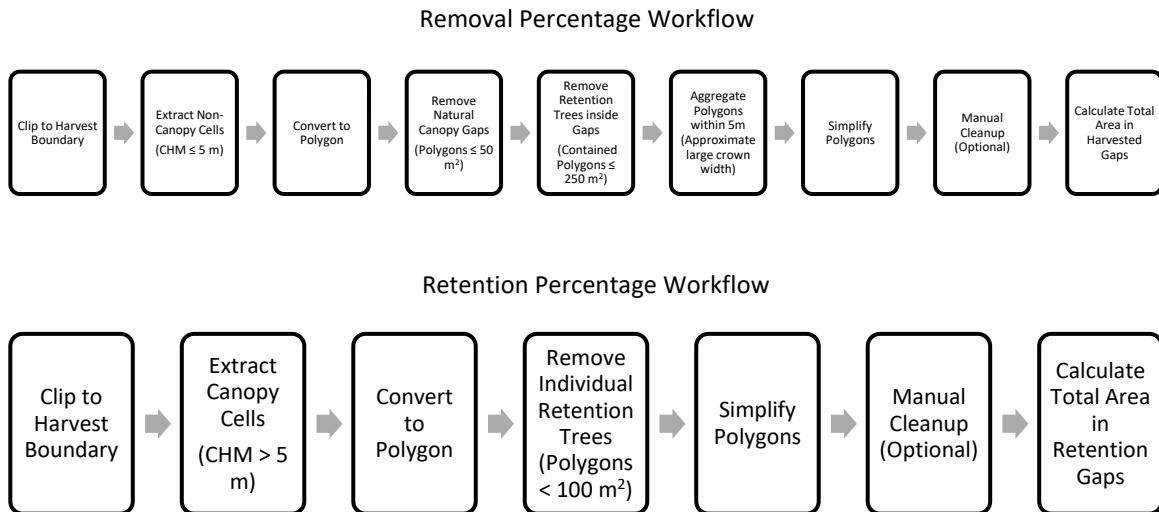 Removal Percentage Workflow
Clip to Harvest
Boundary
Extract Non-
Canopy Cells
(CHM ≤ 5 m)
Convert to
Polygon
Remove
Natural
Canopy Gaps
(Polygons ≤ 50
m²)
Remove
Retention
Trees inside
Gaps
(Contained
Polygons ≤
250 m²)
Aggregate
Polygons
within 5m
(Approximate
large crown
width)
Simplify
Polygons
Manual
Cleanup
(Optional)
Calculate Total
Area in
Harvested
Gaps
Retention Percentage Workflow
Clip to
Harvest
Boundary
Extract
Canopy
Cells
(CHM > 5
m)
Convert
to
Polygon
Remove
Individual
Retention
Trees
(Polygons
< 100 m²)
Simplify
Polygons
Manual
Cleanup
(Optional)
Calculate
Total Area
in
Retention
Gaps